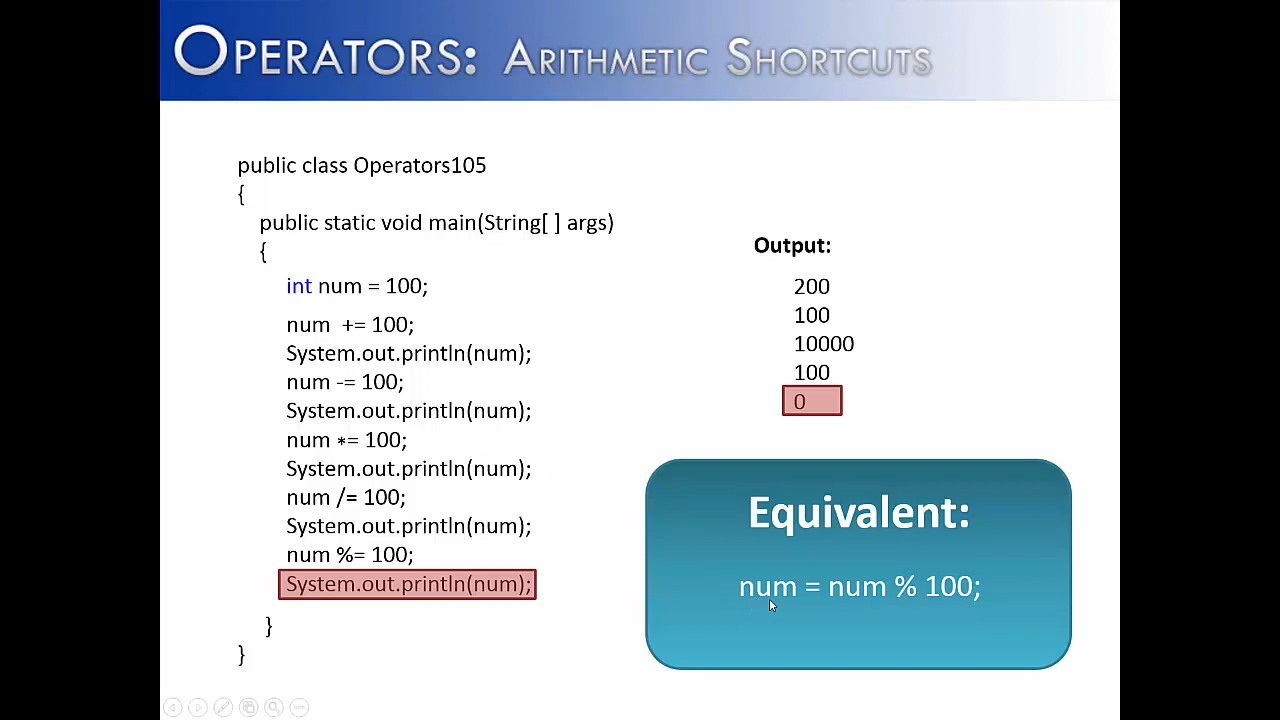 OPERATORS: ARITHMETIC SHORTCUTS
public class Operators105
{
public static void main(String[ ] args)
{
int num = 100;
num  += 100;
System.out.println(num);
num -= 100;
System.out.println(num);
num *= 100;
System.out.println(num);
num /= 100;
System.out.println(num);
num %= 100;
System.out.println(num);
}
}
Output:
200
100
10000
100
0
Equivalent:
num = num % 100;